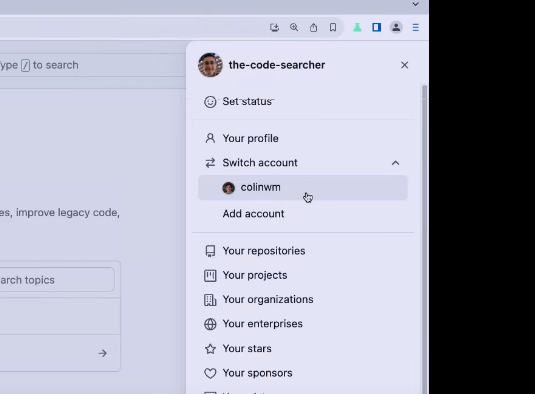 ype / to search
the-code-searcher
Set status
Your profile
Switch account
colinwm
Add account
es, improve legacy code,
Your repositories
arch topics
Your projects
Your organizations
Your enterprises
Your stars
Your sponsors